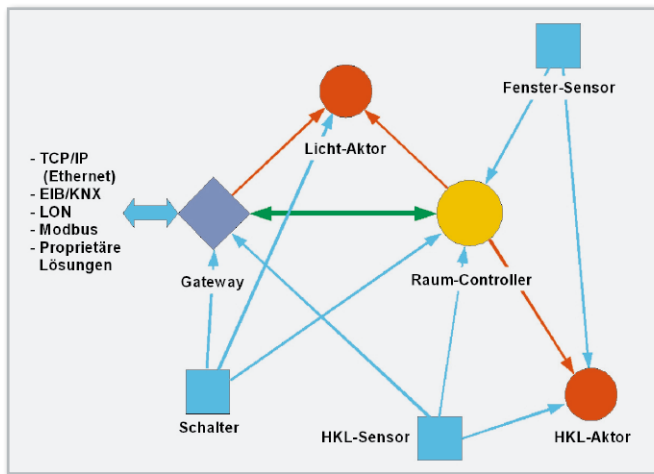 Fenster-Sensor
Licht-Aktor
- TCP/IP
(Ethernet)
- EIB/KNX
- LON
- Modbus
- Proprietäre
Lösungen
Gateway
Raum-Controller
Schalter
HKL-Sensor
HKL-Aktor